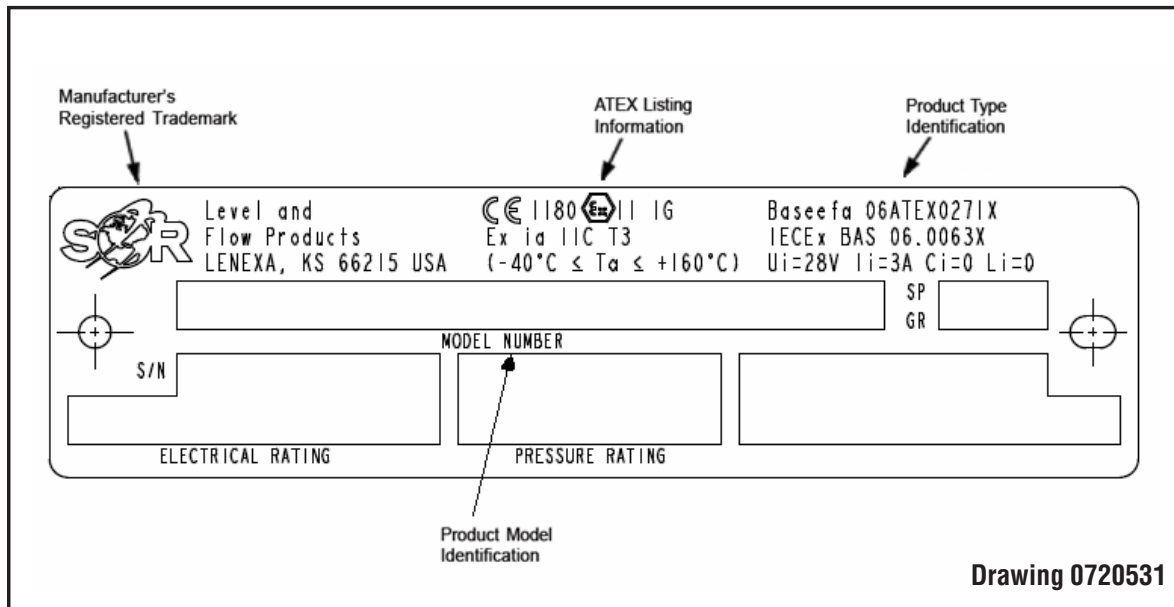 Manufacturer's
Registered Trademark
ATEX Listing
Information
Product Type
Identification
SOR
Level and
Flow Products
LENEXA, KS 66215 USA
CE 1180 Ex II 1G
Ex ia IIC T3
(-40°C ≤ Ta ≤ +160°C)
Baseefa 06ATEX0271X
IECEx BAS 06.0063X
Ui=28V Ii=3A Ci=0 Li=0
SP
GR
MODEL NUMBER
S/N
ELECTRICAL RATING
PRESSURE RATING
Product Model
Identification
Drawing 0720531